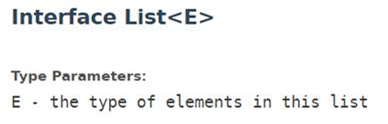 Interface List<E>
Type Parameters:
E - the type of elements in this list